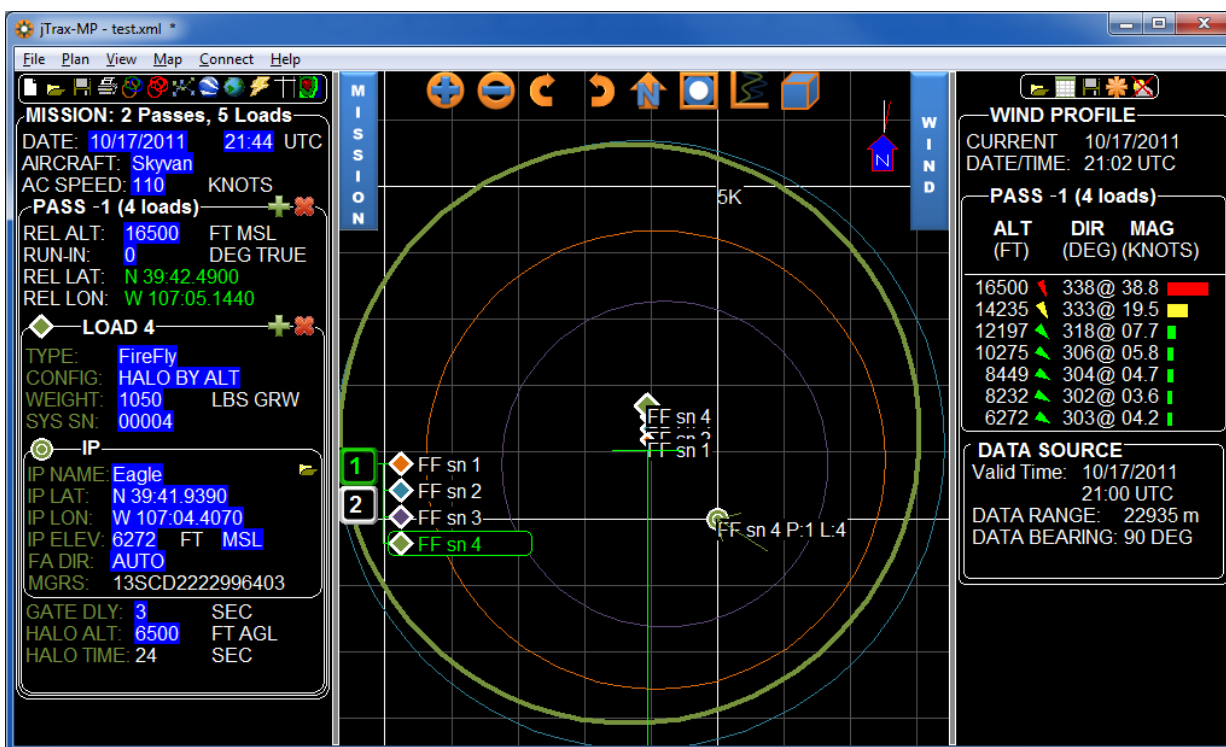 jTrax-MP - test.xml *
File Plan View Map Connect Help
MISSION: 2 Passes, 5 Loads
DATE: 10/17/2011 21:44 UTC
AIRCRAFT: Skyvan
AC SPEED: 110 KNOTS
PASS -1 (4 loads)
REL ALT: 16500 FT MSL
RUN-IN: 0 DEG TRUE
REL LAT: N 39:42.4900
REL LON: W 107:05.1440
LOAD 4
TYPE: FireFly
CONFIG: HALO BY ALT
WEIGHT: 1050 LBS GRW
SYS SN: 00004
IP
IP NAME: Eagle
IP LAT: N 39:41.9390
IP LON: W 107:04.4070
IP ELEV: 6272 FT MSL
FA DIR: AUTO
MGRS: 13SCD2222996403
GATE DLY: 3 SEC
HALO ALT: 6500 FT AGL
HALO TIME: 24 SEC
MISSION
N
5K
FF sn 4
FF sn 1
1
2
FF sn 1
FF sn 2
FF sn 3
FF sn 4
FF sn 4 P:1 L:4
WIND
N
WIND PROFILE
CURRENT 10/17/2011
DATE/TIME: 21:02 UTC
PASS -1 (4 loads)
ALT DIR MAG
(FT) (DEG) (KNOTS)
16500 338@ 38.8
14235 333@ 19.5
12197 318@ 07.7
10275 306@ 05.8
8449 304@ 04.7
8232 302@ 03.6
6272 303@ 04.2
DATA SOURCE
Valid Time: 10/17/2011
21:00 UTC
DATA RANGE: 22935 m
DATA BEARING: 90 DEG